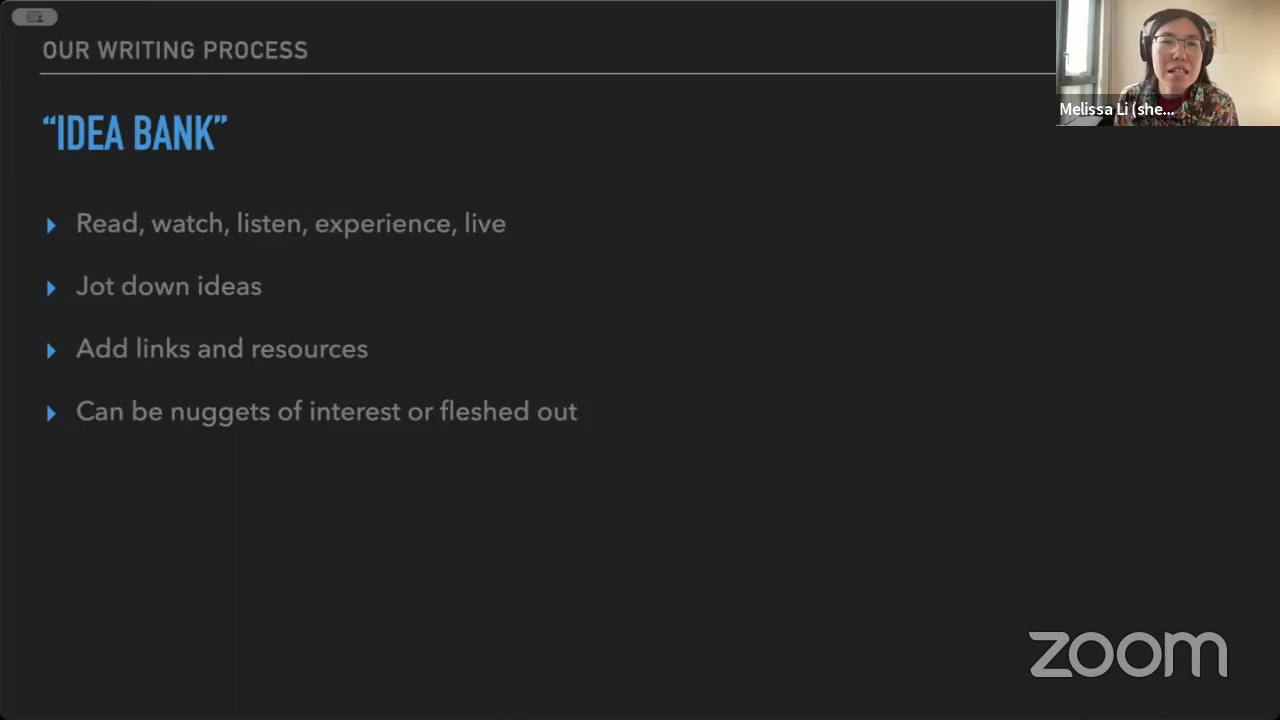 OUR WRITING PROCESS
“IDEA BANK”
Read, watch, listen, experience, live
Jot down ideas
Add links and resources
Can be nuggets of interest or fleshed out
Melissa Li (she...
zoom